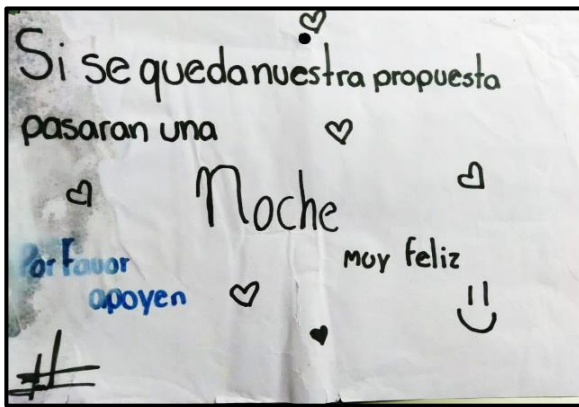 Si se queda nuestra propuesta
pasaran una
Noche
muy feliz
Por Favor
apoyen
#